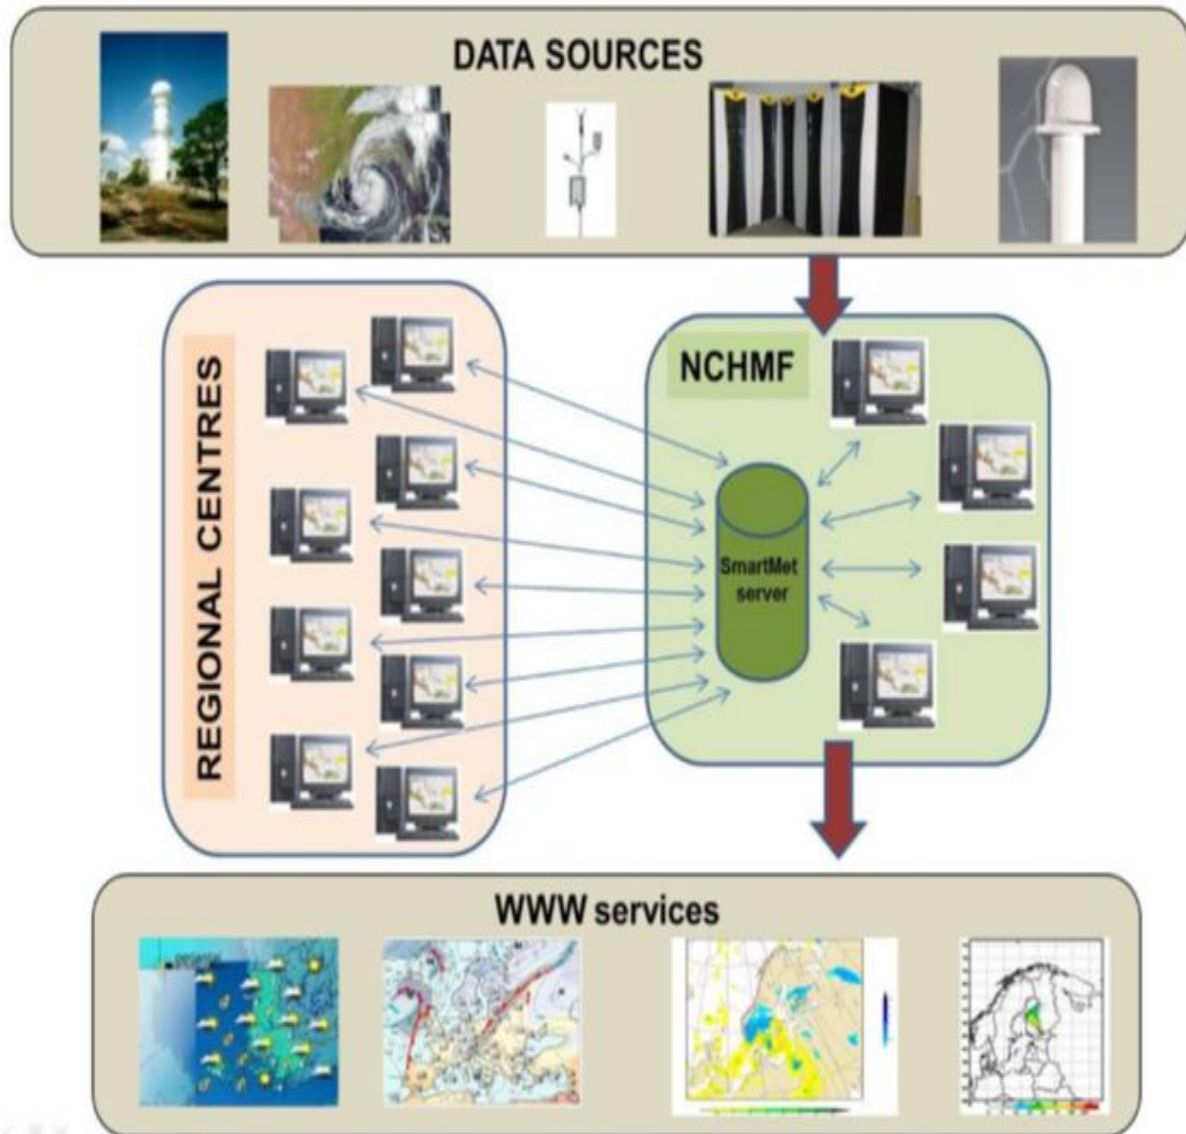 DATA SOURCES
REGIONAL CENTRES
NCHMF
SmartMet
server
WWW services